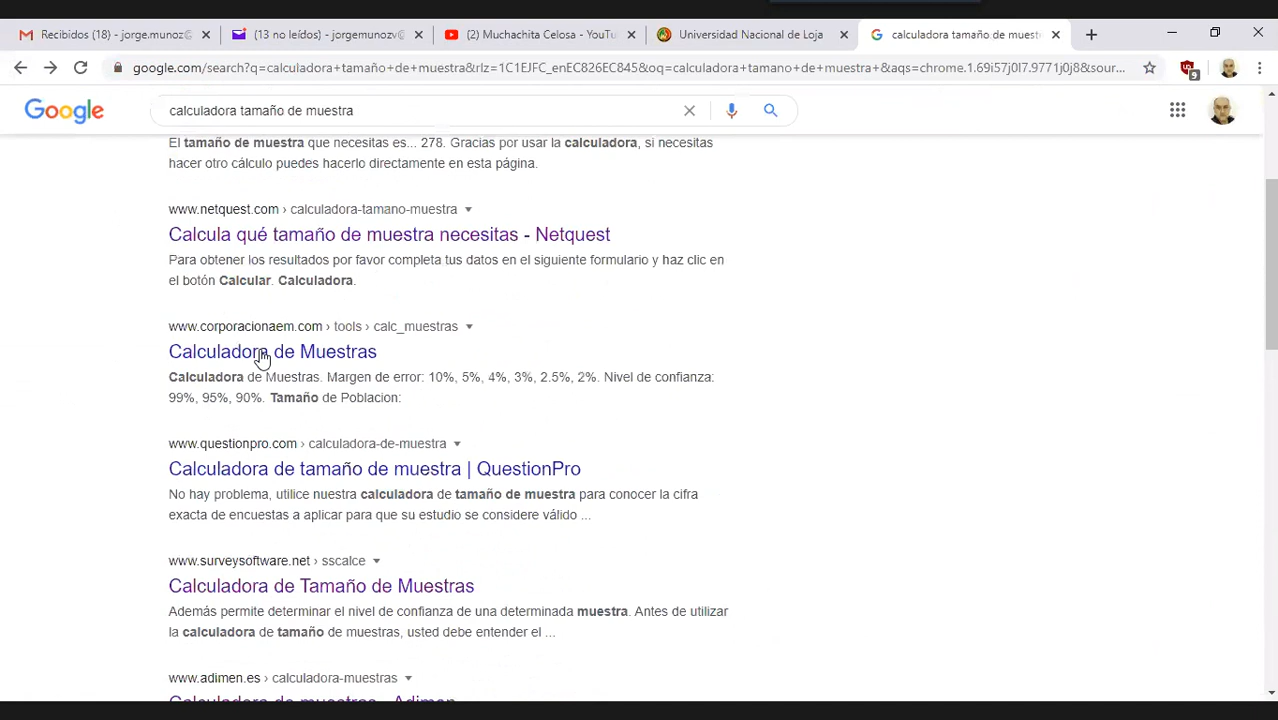 Recibidos (18) - jorge.munoz@
(13 no leídos) - jorgemunozv@
(2) Muchachita Celosa - YouTu
Universidad Nacional de Loja
calculadora tamaño de muest
google.com/search?q=calculadora+tamaño+de+muestra&rlz=1C1EJFC_enEC826EC845&oq=calculadora+tamano+de+muestra+&aqs=chrome.1.69i57j0l7.9771j0j8&sour...
9
Google
calculadora tamaño de muestra
El tamaño de muestra que necesitas es... 278. Gracias por usar la calculadora, si necesitas
hacer otro cálculo puedes hacerlo directamente en esta página.
www.netquest.com › calculadora-tamano-muestra
Calcula qué tamaño de muestra necesitas - Netquest
Para obtener los resultados por favor completa tus datos en el siguiente formulario y haz clic en
el botón Calcular. Calculadora.
www.corporacionaem.com › tools › calc_muestras
Calculadora de Muestras
Calculadora de Muestras. Margen de error: 10%, 5%, 4%, 3%, 2.5%, 2%. Nivel de confianza:
99%, 95%, 90%. Tamaño de Poblacion:
www.questionpro.com › calculadora-de-muestra
Calculadora de tamaño de muestra | QuestionPro
No hay problema, utilice nuestra calculadora de tamaño de muestra para conocer la cifra
exacta de encuestas a aplicar para que su estudio se considere válido ...
www.surveysoftware.net › sscalce
Calculadora de Tamaño de Muestras
Además permite determinar el nivel de confianza de una determinada muestra. Antes de utilizar
la calculadora de tamaño de muestras, usted debe entender el ...
www.adimen.es › calculadora-muestras
Calculadora de muestras - Adimen